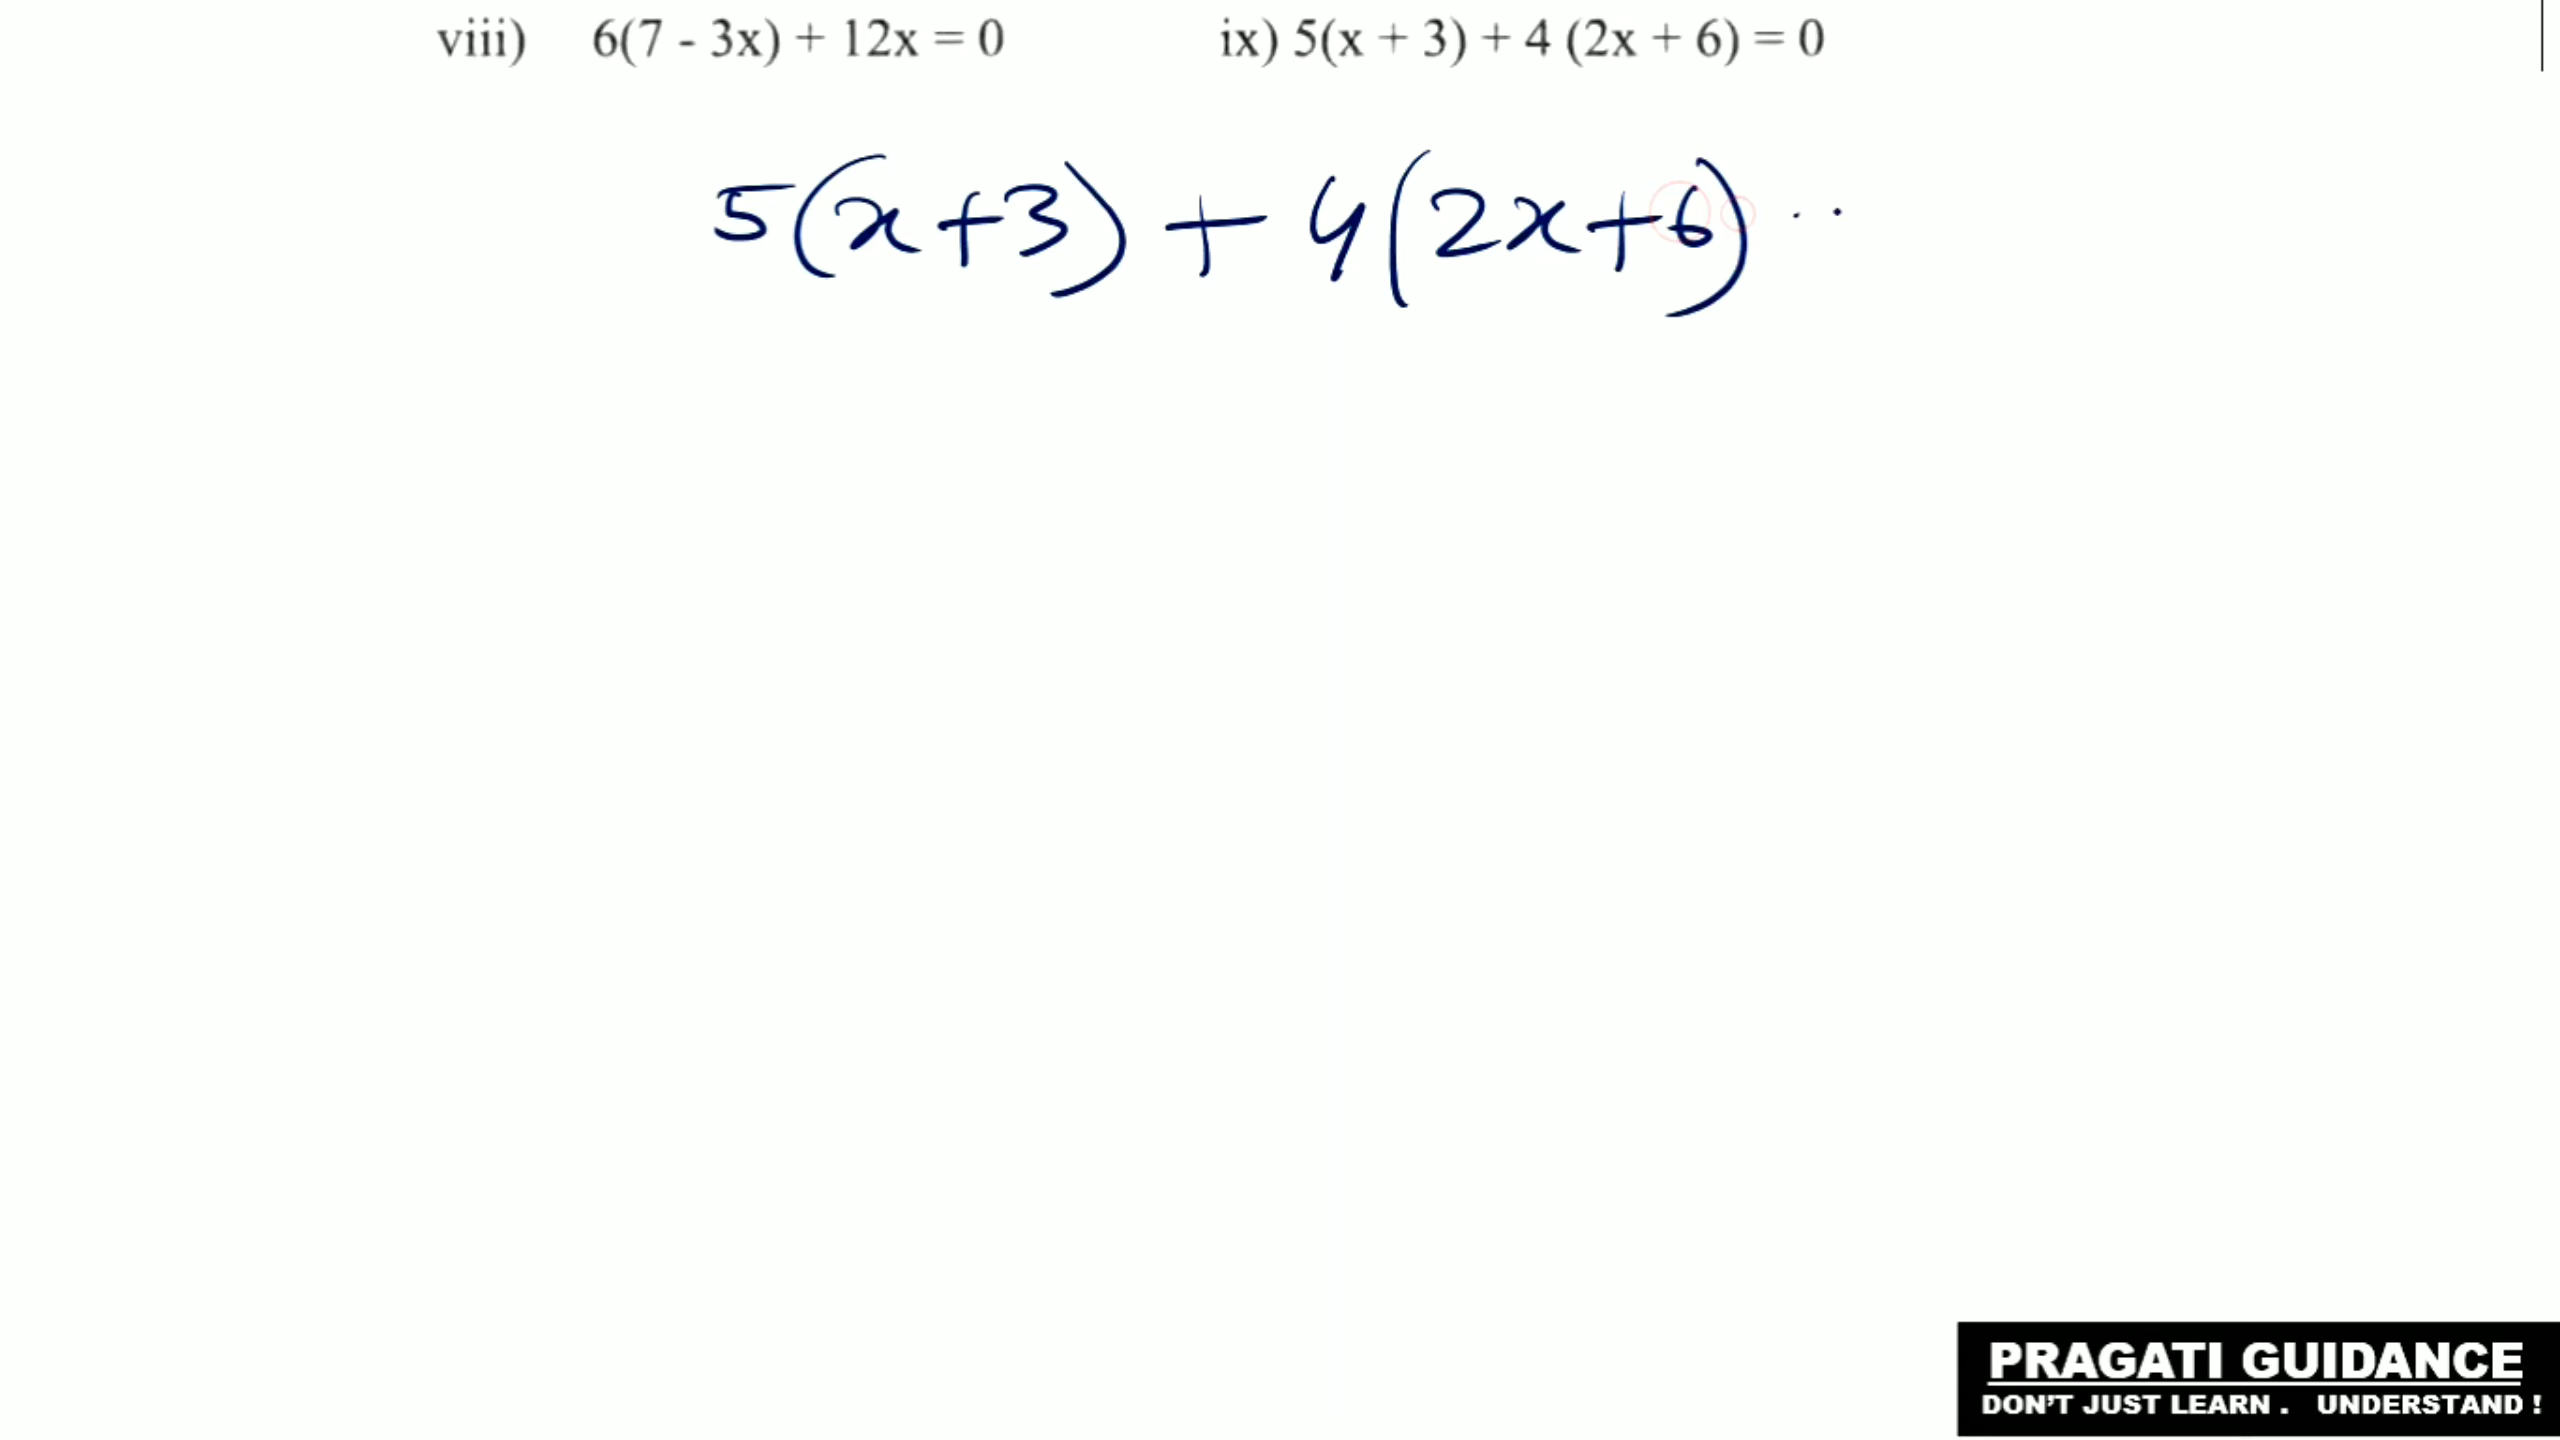 viii) 6(7 - 3x) + 12x = 0 ix) 5(x + 3) + 4 (2x + 6) = 0
5(x+3) + 4(2x+6) ..
PRAGATI GUIDANCE
DON'T JUST LEARN . UNDERSTAND !